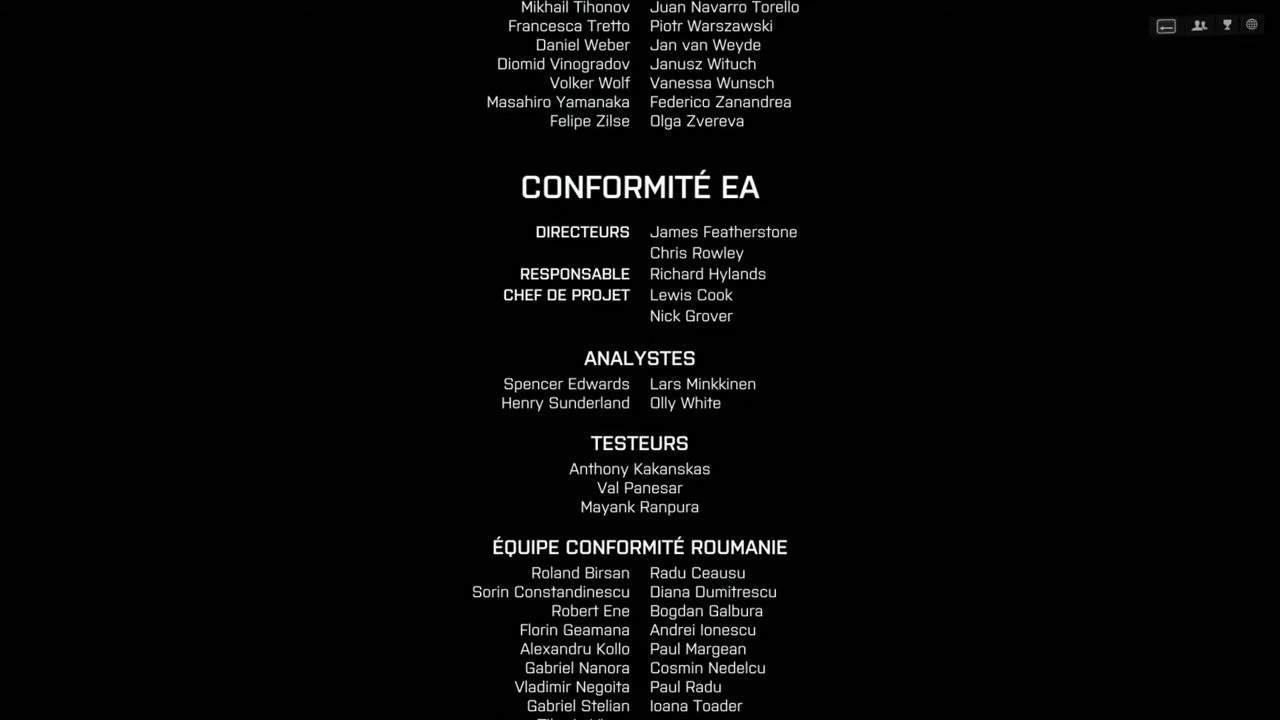 Mikhail Tihonov Juan Navarro Torello
Francesca Tretto Piotr Warszawski
Daniel Weber Jan van Weyde
Diomid Vinogradov Janusz Wituch
Volker Wolf Vanessa Wunsch
Masahiro Yamanaka Federico Zanandrea
Felipe Zilse Olga Zvereva
CONFORMITÉ EA
DIRECTEURS James Featherstone
Chris Rowley
RESPONSABLE Richard Hylands
CHEF DE PROJET Lewis Cook
Nick Grover
ANALYSTES
Spencer Edwards Lars Minkkinen
Henry Sunderland Olly White
TESTEURS
Anthony Kakanskas
Val Panesar
Mayank Ranpura
ÉQUIPE CONFORMITÉ ROUMANIE
Roland Birsan Radu Ceausu
Sorin Constandinescu Diana Dumitrescu
Robert Ene Bogdan Galbura
Florin Geamana Andrei Ionescu
Alexandru Kollo Paul Margean
Gabriel Nanora Cosmin Nedelcu
Vladimir Negoita Paul Radu
Gabriel Stelian Ioana Toader